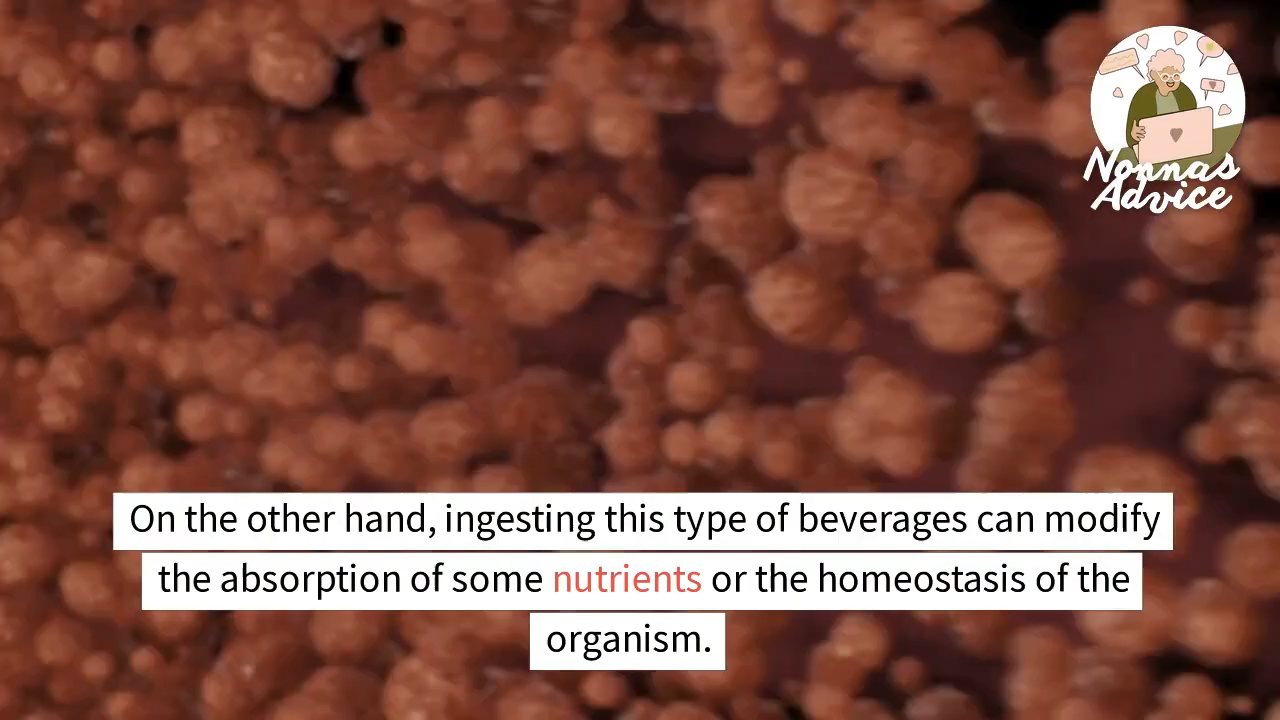 Nonnas
Advice
On the other hand, ingesting this type of beverages can modify
the absorption of some nutrients or the homeostasis of the
organism.